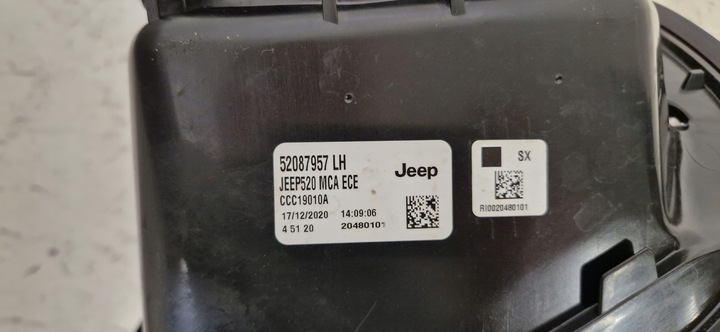 52087957 LH
JEEP520 MCA ECE
CCC19010A
17/12/2020 14:09:06
4 51 20 20480101
Jeep
SX
RI0020480101